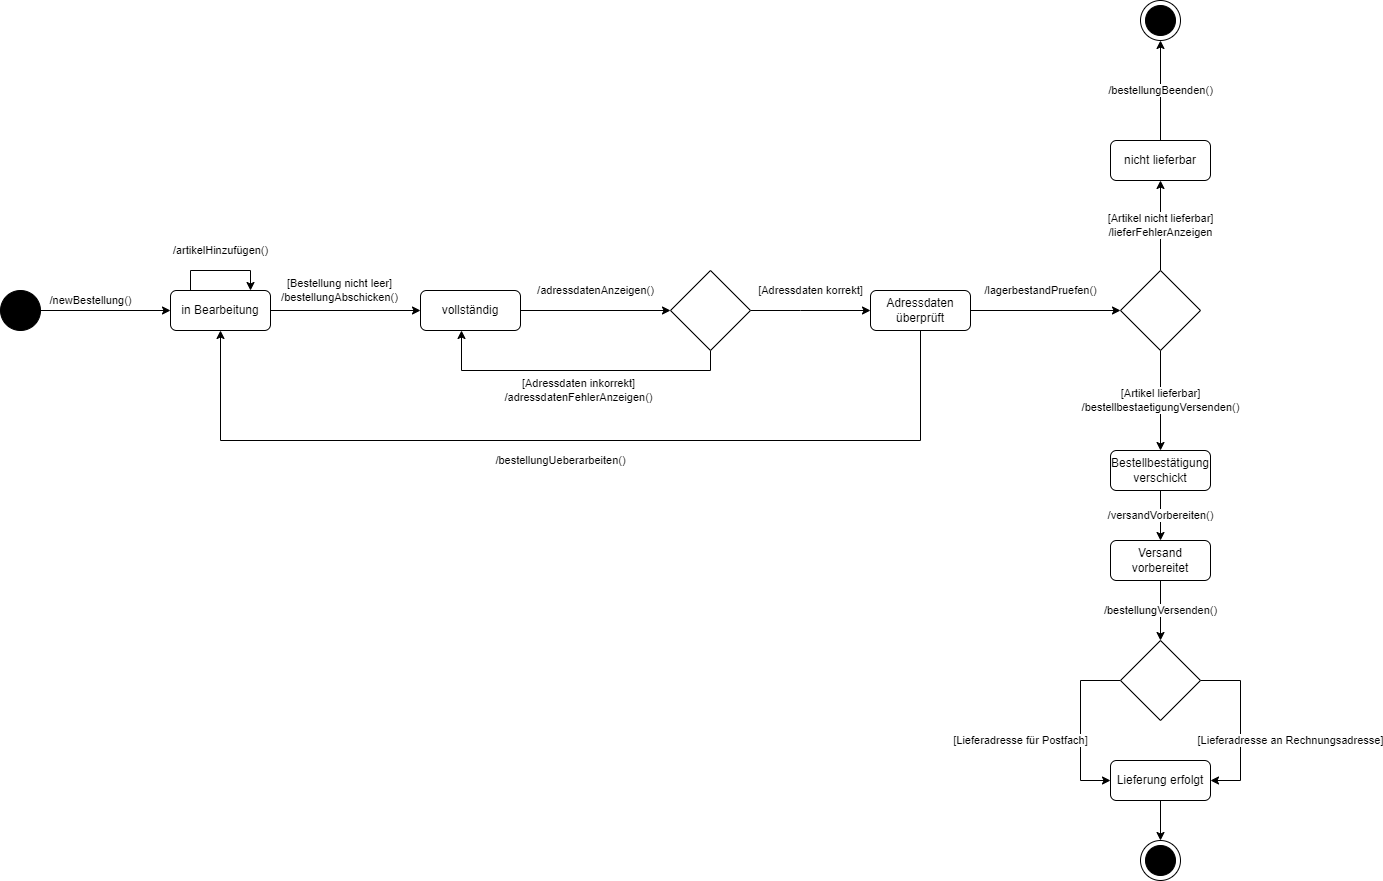 /bestellungBeenden()
nicht lieferbar
[Artikel nicht lieferbar]
/lieferFehlerAnzeigen
/artikelHinzufügen()
/newBestellung()
in Bearbeitung
[Bestellung nicht leer]
/bestellungAbschicken()
vollständig
/adressdatenAnzeigen()
[Adressdaten korrekt]
Adressdaten
überprüft
/lagerbestandPruefen()
[Adressdaten inkorrekt]
/adressdatenFehlerAnzeigen()
/bestellungUeberarbeiten()
[Artikel lieferbar]
/bestellbestaetigungVersenden()
Bestellbestätigung
verschickt
/versandVorbereiten()
Versand
vorbereitet
/bestellungVersenden()
[Lieferadresse für Postfach]
[Lieferadresse an Rechnungsadresse]
Lieferung erfolgt